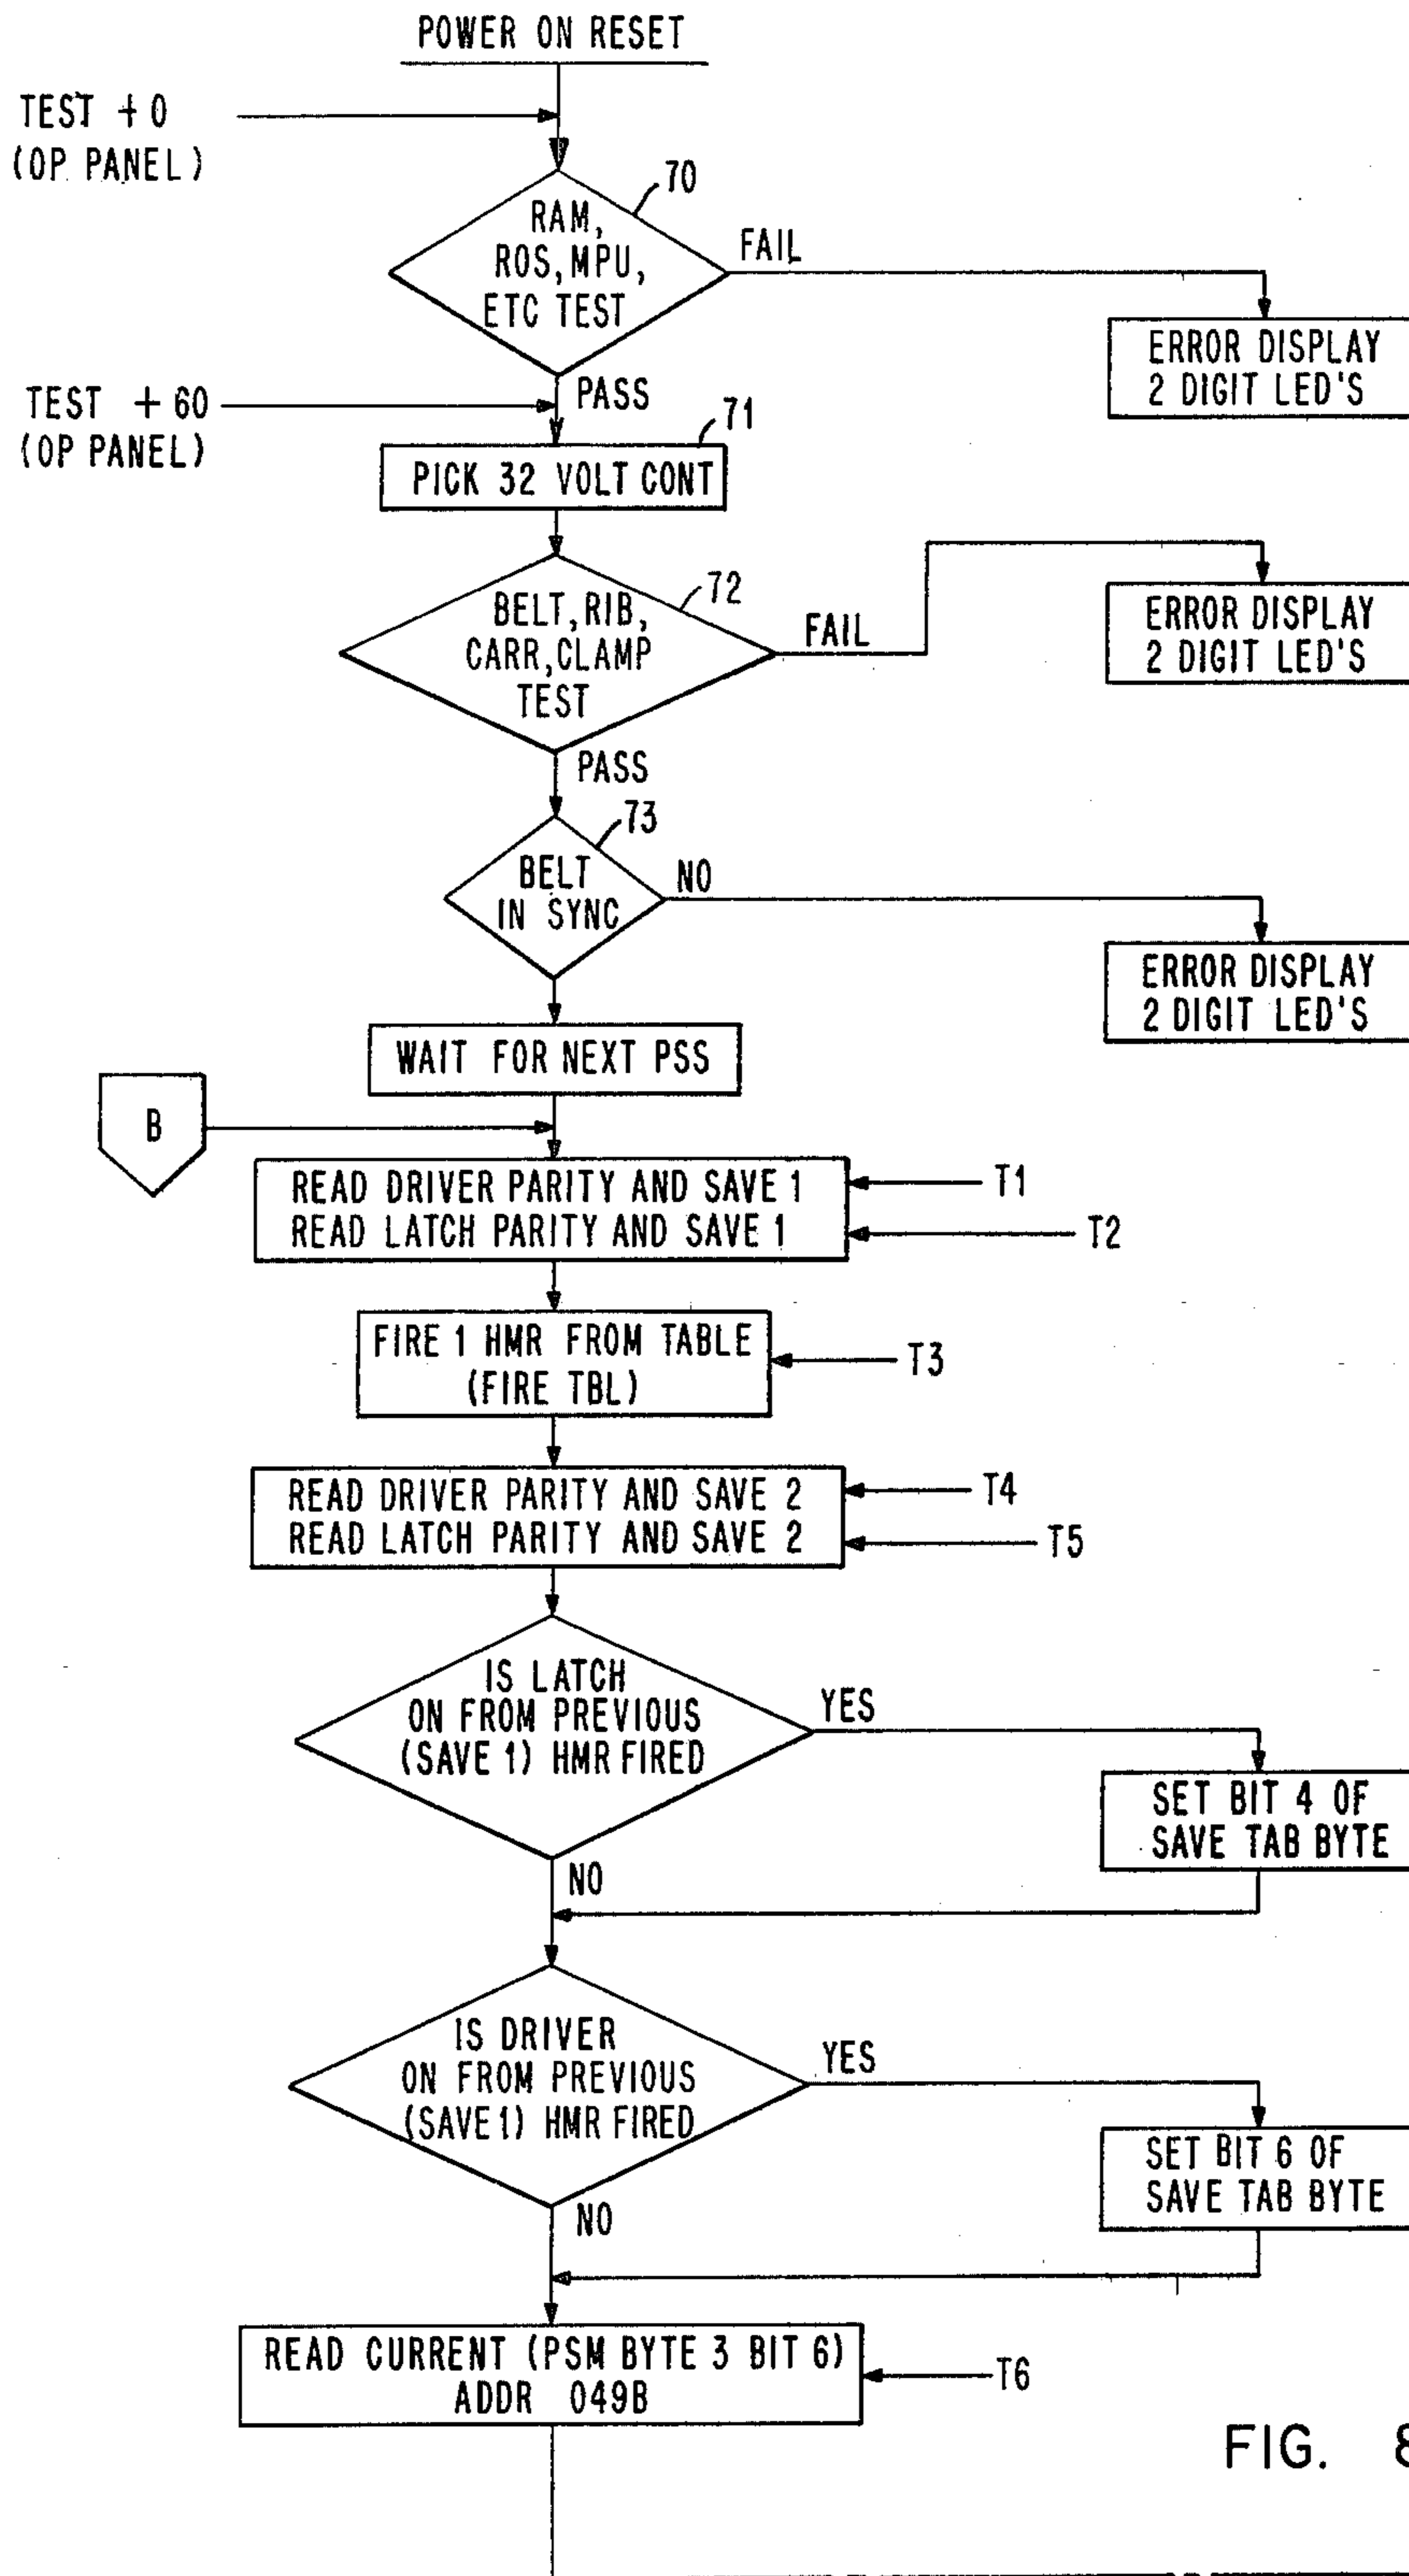 POWER ON RESET
TEST + 0
(OP PANEL)
70
RAM,
ROS, MPU,
ETC TEST
FAIL
ERROR DISPLAY
2 DIGIT LED'S
PASS
TEST + 60
(OP PANEL)
71
PICK 32 VOLT CONT
72
BELT, RIB,
CARR, CLAMP
TEST
FAIL
ERROR DISPLAY
2 DIGIT LED'S
PASS
73
BELT
IN SYNC
NO
ERROR DISPLAY
2 DIGIT LED'S
WAIT FOR NEXT PSS
B
READ DRIVER PARITY AND SAVE 1
READ LATCH PARITY AND SAVE 1
T1
T2
FIRE 1 HMR FROM TABLE
(FIRE TBL)
T3
READ DRIVER PARITY AND SAVE 2
READ LATCH PARITY AND SAVE 2
T4
T5
IS LATCH
ON FROM PREVIOUS
(SAVE 1) HMR FIRED
YES
SET BIT 4 OF
SAVE TAB BYTE
NO
IS DRIVER
ON FROM PREVIOUS
(SAVE 1) HMR FIRED
YES
SET BIT 6 OF
SAVE TAB BYTE
NO
READ CURRENT (PSM BYTE 3 BIT 6)
ADDR 049B
T6
FIG. 8